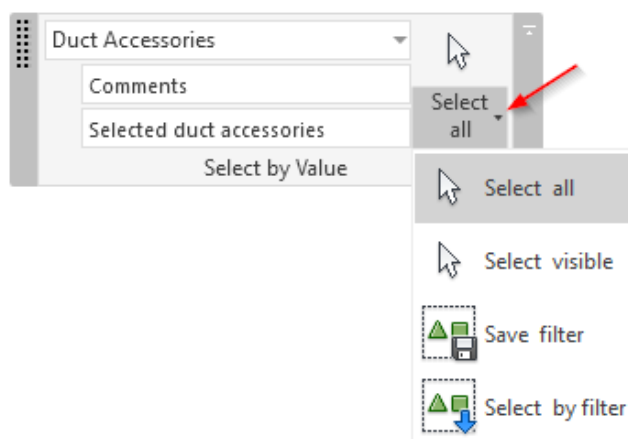 Duct Accessories
Comments
Selected duct accessories
Select by Value
Select
all
Select all
Select visible
Save filter
Select by filter